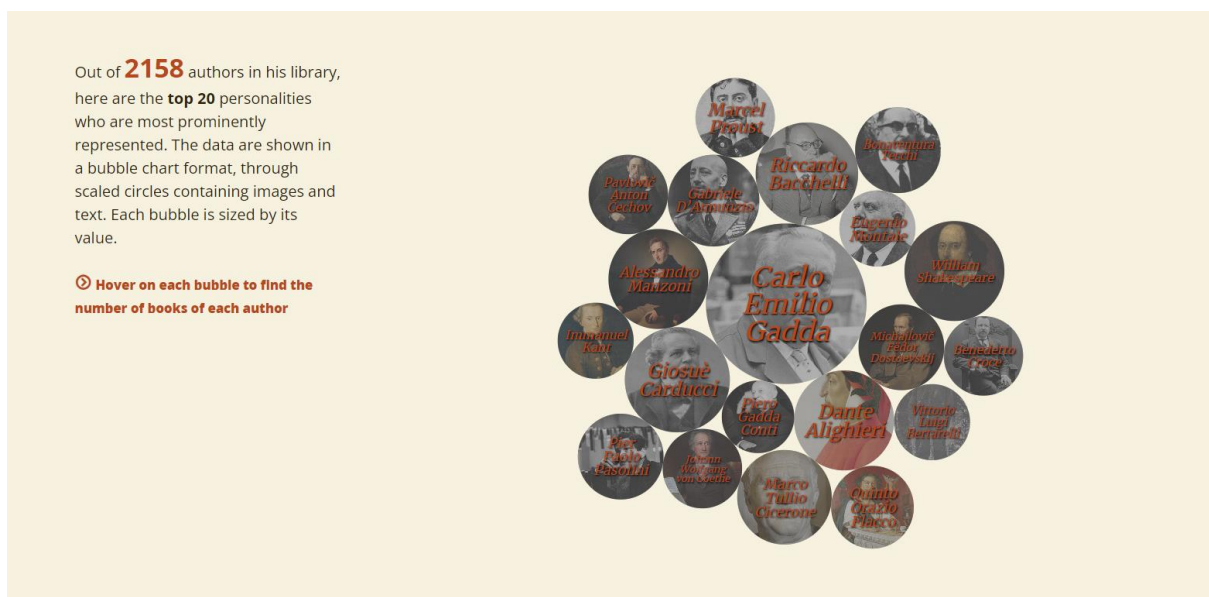 Out of 2158 authors in his library,
here are the top 20 personalities
who are most prominently
represented. The data are shown in
a bubble chart format, through
scaled circles containing images and
text. Each bubble is sized by its
value.
Hover on each bubble to find the
number of books of each author
Marcel
Proust
Riccardo
Bacchelli
Bonaventura
Tecchi
Pavlovič
Anton
Čechov
Gabriele
D'Annunzio
Eugenio
Montale
Alessandro
Manzoni
Carlo
Emilio
Gadda
William
Shakespeare
Immanuel
Kant
Giosuè
Carducci
Michajlovič
Fëdor
Dostoevskij
Benedetto
Croce
Piero
Gadda
Conti
Dante
Alighieri
Vittorio
Luigi
Bertarelli
Pier
Paolo
Pasolini
Johann
Wolfgang
von Goethe
Marco
Tullio
Cicerone
Quinto
Orazio
Flacco